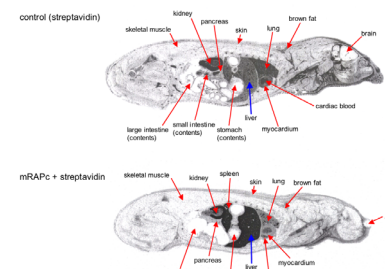 control (streptavidin)
kidney
pancreas
skeletal muscle
skin
lung
brown fat
brain
cardiac blood
large intestine
(contents)
small intestine
(contents)
stomach
(contents)
liver
myocardium
mRAPc + streptavidin
skeletal muscle
kidney
spleen
skin
lung
brown fat
pancreas
liver
myocardium